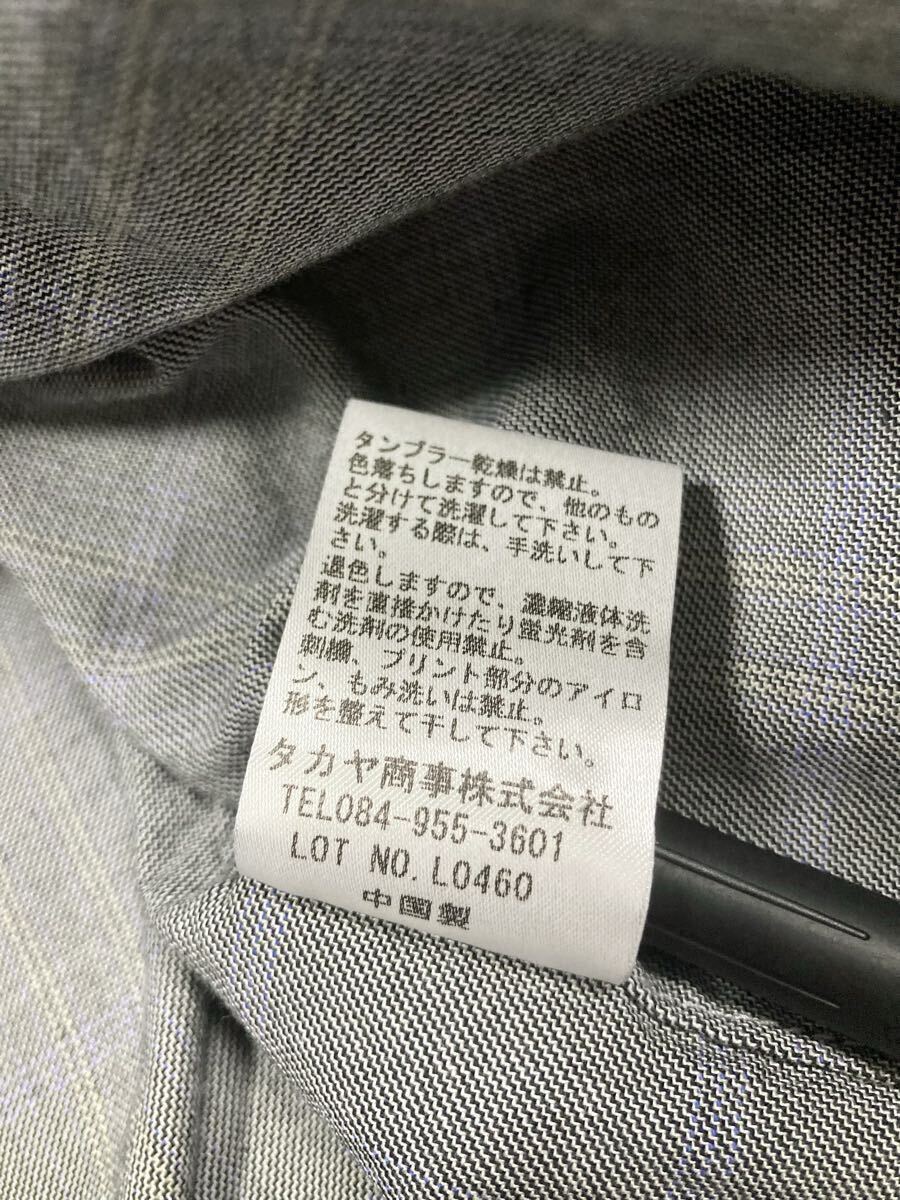 タンブラー乾燥は禁止。
色落ちしますので、他のもの
と分けて洗濯して下さい。
洗濯する際は、手洗いして下
さい。
退色しますので、濃縮液体洗
剤を直接かけたり蛍光剤を含
む洗剤の使用禁止。
刺繍、プリント部分のアイロ
ン、もみ洗いは禁止。
形を整えて干して下さい。
タカヤ商事株式会社
TEL084-955-3601
LOT NO. L0460
中国製